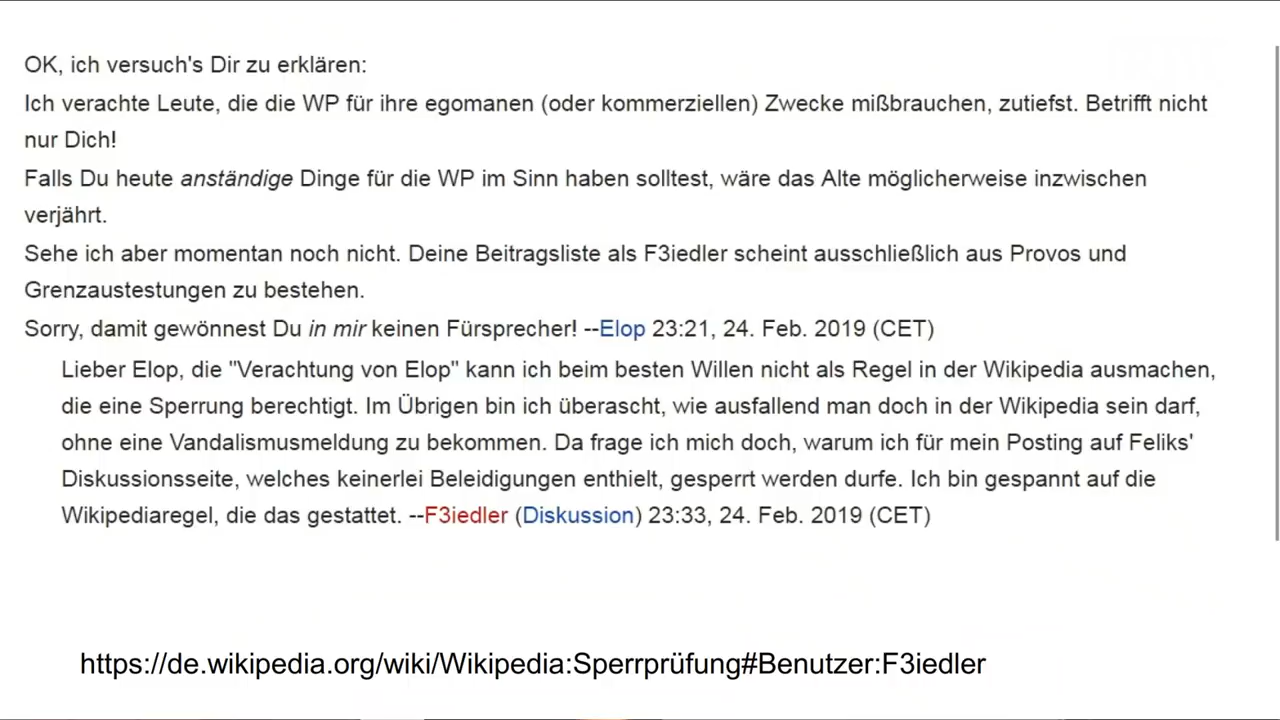 OK, ich versuch's Dir zu erklären:
Ich verachte Leute, die die WP für ihre egomanen (oder kommerziellen) Zwecke mißbrauchen, zutiefst. Betrifft nicht
nur Dich!
Falls Du heute anständige Dinge für die WP im Sinn haben solltest, wäre das Alte möglicherweise inzwischen
verjährt.
Sehe ich aber momentan noch nicht. Deine Beitragsliste als F3iedler scheint ausschließlich aus Provos und
Grenzaustestungen zu bestehen.
Sorry, damit gewönnest Du in mir keinen Fürsprecher! --Elop 23:21, 24. Feb. 2019 (CET)
Lieber Elop, die "Verachtung von Elop" kann ich beim besten Willen nicht als Regel in der Wikipedia ausmachen,
die eine Sperrung berechtigt. Im Übrigen bin ich überascht, wie ausfallend man doch in der Wikipedia sein darf,
ohne eine Vandalismusmeldung zu bekommen. Da frage ich mich doch, warum ich für mein Posting auf Feliks'
Diskussionsseite, welches keinerlei Beleidigungen enthielt, gesperrt werden durfe. Ich bin gespannt auf die
Wikipediaregel, die das gestattet. --F3iedler (Diskussion) 23:33, 24. Feb. 2019 (CET)
https://de.wikipedia.org/wiki/Wikipedia:Sperrprüfung#Benutzer:F3iedler